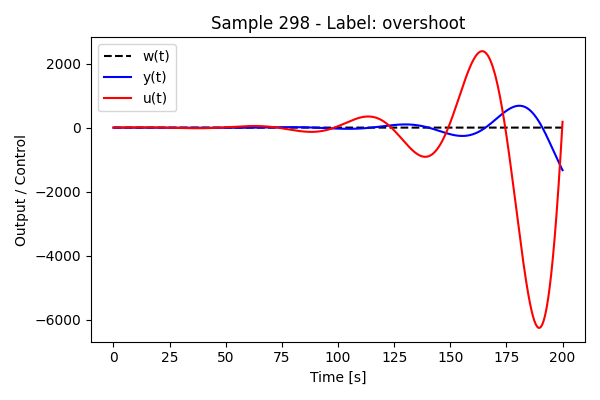 Sample 298 - Label: overshoot
w(t)
y(t)
u(t)
Output / Control
2000
0
−2000
−4000
−6000
0 25 50 75 100 125 150 175 200
Time [s]